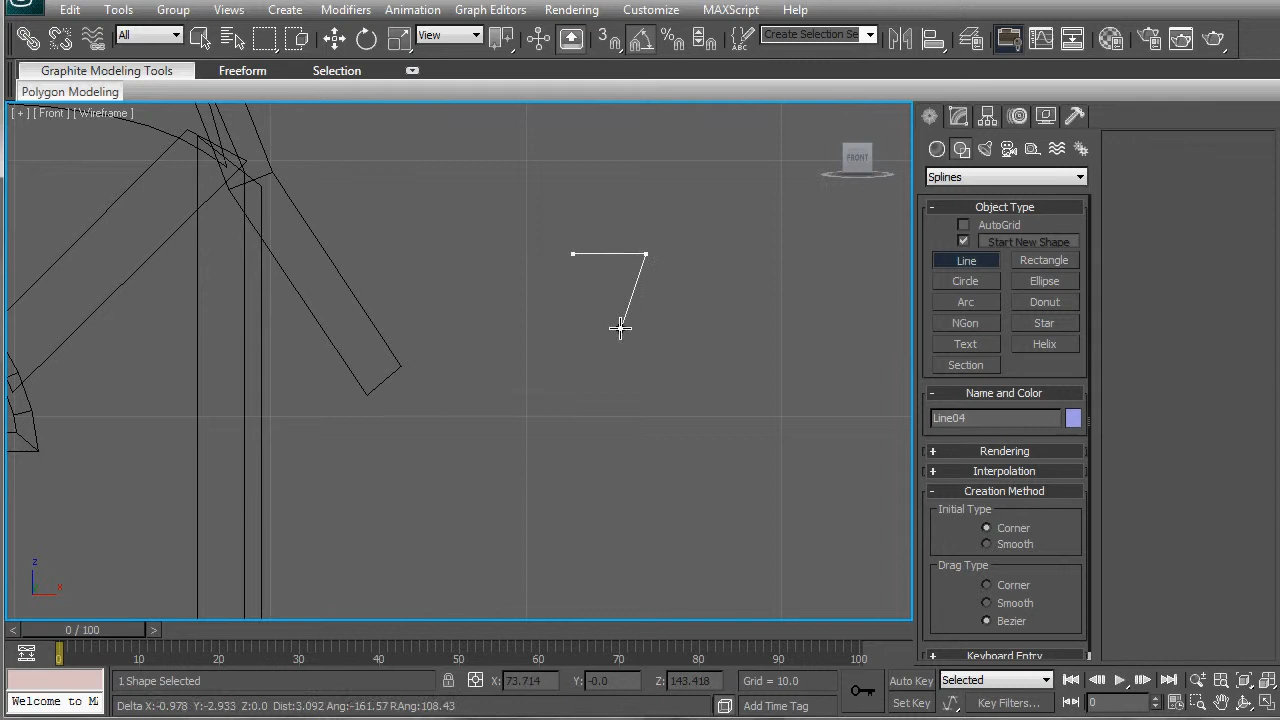 Edit Tools Group Views Create Modifiers Animation Graph Editors Rendering Customize MAXScript Help
All View 3 Create Selection Se
Graphite Modeling Tools Freeform Selection
Polygon Modeling
[ + ] [ Front ] [ Wireframe ]
FRONT
Splines
- Object Type
AutoGrid
Start New Shape
Line Rectangle
Circle Ellipse
Arc Donut
NGon Star
Text Helix
Section
- Name and Color
Line04
+ Rendering
+ Interpolation
- Creation Method
Initial Type
Corner
Smooth
Drag Type
Corner
Smooth
Bezier
+ Keyboard Entry
z
x
< 0 / 100 >
0 10 20 30 40 50 60 70 80 90 100
1 Shape Selected X: 73.714 Y: -0.0 Z: 143.418 Grid = 10.0 Auto Key Selected
Welcome to M Delta X:-0.978 Y:-2.933 Z:0.0 Dist:3.092 Ang:-161.57RAng:108.43 Add Time Tag Set Key Key Filters... 0